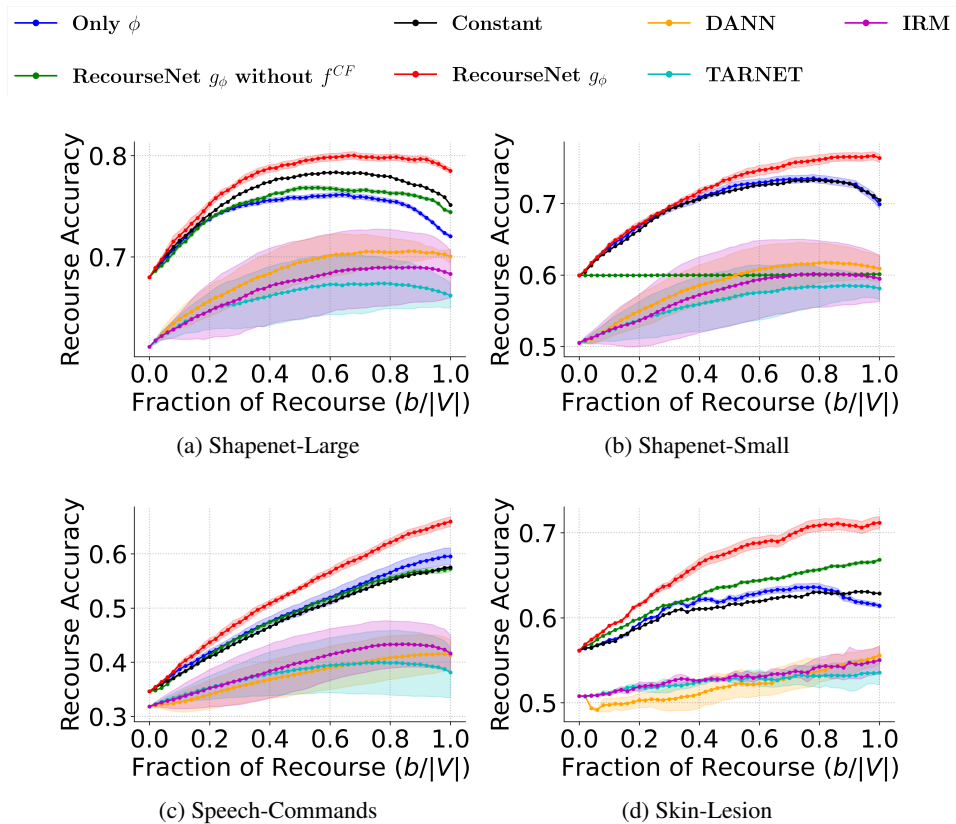 Only ϕ
Constant
DANN
IRM
RecourseNet g_ϕ without f^{CF}
RecourseNet g_ϕ
TARNET
Recourse Accuracy
0.8
0.7
0.0 0.2 0.4 0.6 0.8 1.0
Fraction of Recourse (b/|V|)
(a) Shapenet-Large
Recourse Accuracy
0.7
0.6
0.5
0.0 0.2 0.4 0.6 0.8 1.0
Fraction of Recourse (b/|V|)
(b) Shapenet-Small
Recourse Accuracy
0.6
0.5
0.4
0.3
0.0 0.2 0.4 0.6 0.8 1.0
Fraction of Recourse (b/|V|)
(c) Speech-Commands
Recourse Accuracy
0.7
0.6
0.5
0.0 0.2 0.4 0.6 0.8 1.0
Fraction of Recourse (b/|V|)
(d) Skin-Lesion